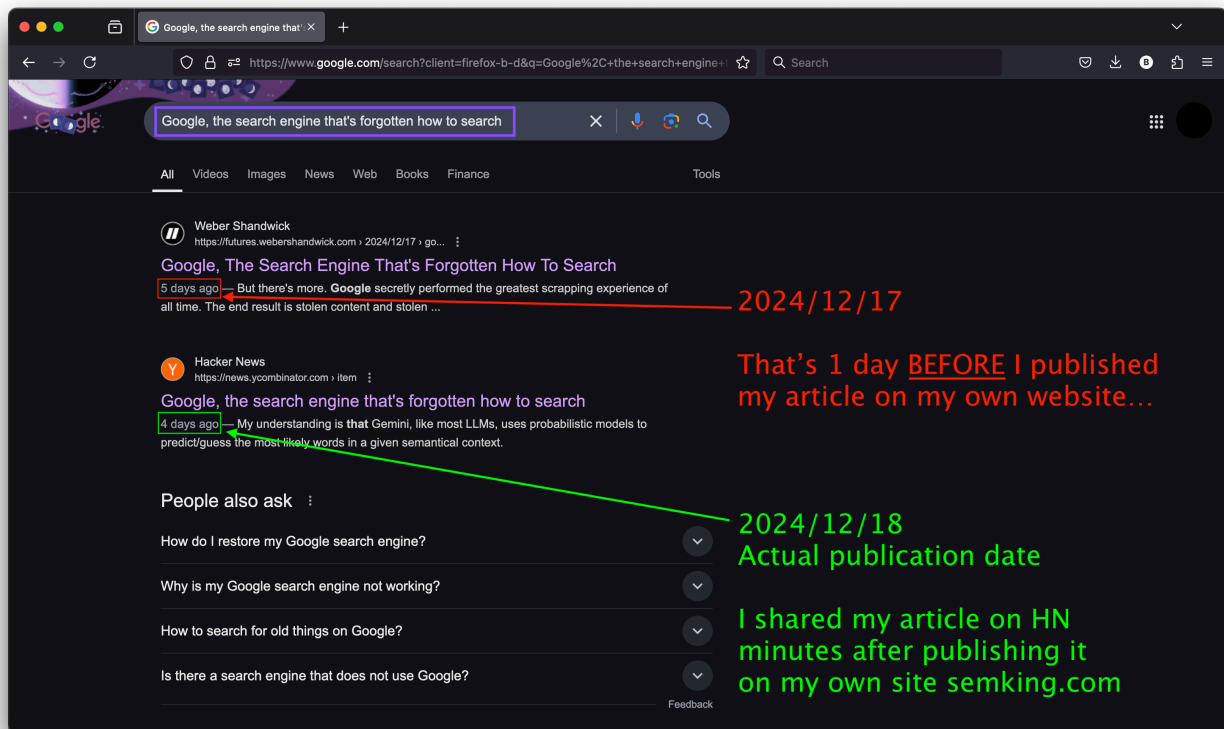 Google, the search engine that's
https://www.google.com/search?client=firefox-b-d&q=Google%2C+the+search+engine+
Search
B
Google
Google, the search engine that's forgotten how to search
All Videos Images News Web Books Finance Tools
Weber Shandwick
https://futures.webershandwick.com › 2024/12/17 › go...
Google, The Search Engine That's Forgotten How To Search
5 days ago — But there's more. Google secretly performed the greatest scrapping experience of
all time. The end result is stolen content and stolen ...
2024/12/17
That's 1 day BEFORE I published
my article on my own website...
Y
Hacker News
https://news.ycombinator.com › item
Google, the search engine that's forgotten how to search
4 days ago — My understanding is that Gemini, like most LLMs, uses probabilistic models to
predict/guess the most likely words in a given semantical context.
2024/12/18
Actual publication date
I shared my article on HN
minutes after publishing it
on my own site semking.com
People also ask
How do I restore my Google search engine?
Why is my Google search engine not working?
How to search for old things on Google?
Is there a search engine that does not use Google?
Feedback